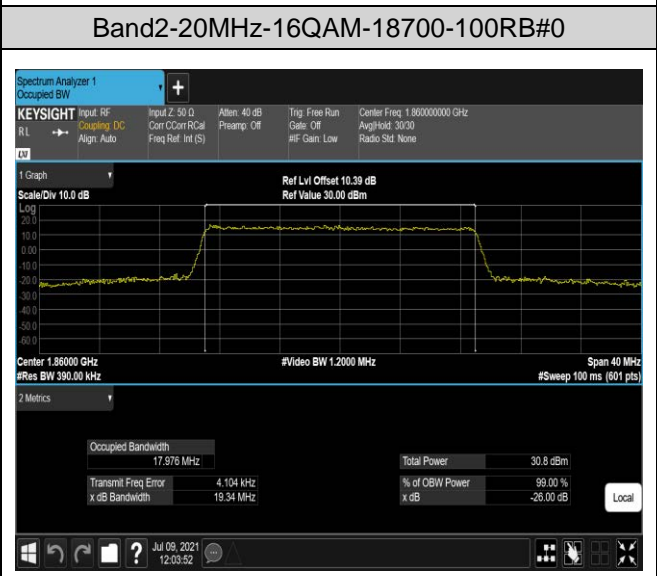 Band2-20MHz-16QAM-18700-100RB#0
Spectrum Analyzer 1
Occupied BW
+
KEYSIGHT Input: RF Input Z: 50 Ω Atten: 40 dB Trig: Free Run Center Freq: 1.860000000 GHz
RL Coupling: DC Corr CCorr RCal Preamp: Off Gate: Off Avg|Hold: 30/30
Align: Auto Freq Ref: Int (S) #IF Gain: Low Radio Std: None
LXI
1 Graph Ref Lvl Offset 10.39 dB
Scale/Div 10.0 dB Ref Value 30.00 dBm
Log
20.0
10.0
0.00
-10.0
-20.0
-30.0
-40.0
-50.0
-60.0
Center 1.86000 GHz #Video BW 1.2000 MHz Span 40 MHz
#Res BW 390.00 kHz #Sweep 100 ms (601 pts)
2 Metrics
Occupied Bandwidth
17.976 MHz Total Power 30.8 dBm
Transmit Freq Error 4.104 kHz % of OBW Power 99.00 %
x dB Bandwidth 19.34 MHz x dB -26.00 dB
Local
? Jul 09, 2021
12:03:52